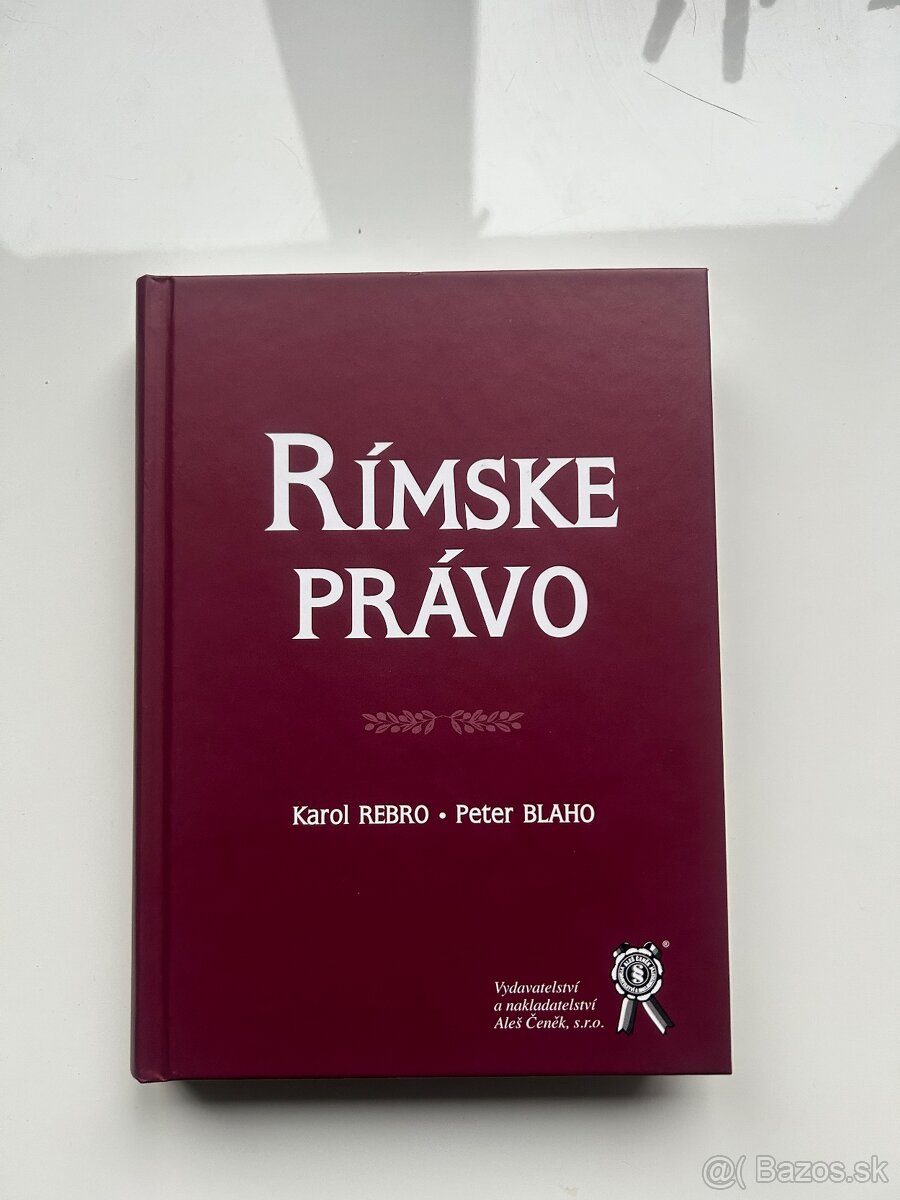 RÍMSKE
PRÁVO
Karol REBRO • Peter BLAHO
Vydavatelství
a nakladatelství
Aleš Čeněk, s.r.o.
§
®
@( Bazos.sk